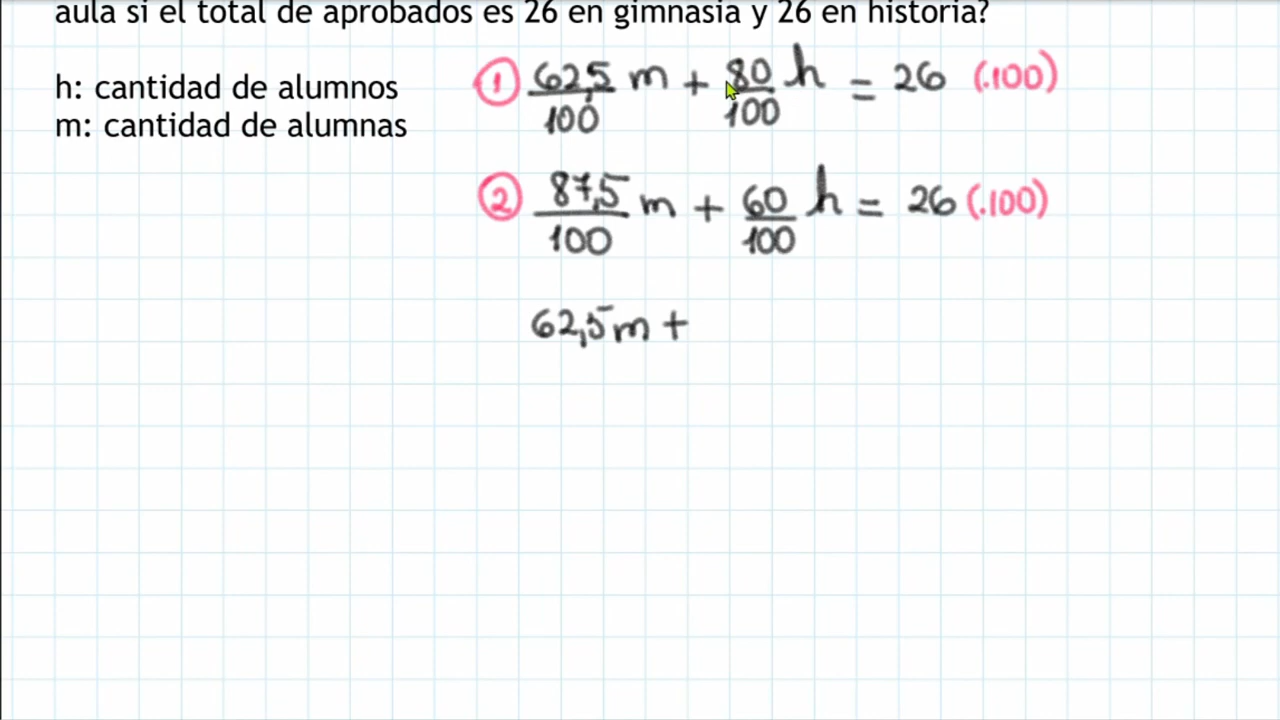 aula si el total de aprobados es 26 en gimnasia y 26 en historia?
h: cantidad de alumnos
m: cantidad de alumnas
① 62,5/100 m + 80/100 h = 26 (.100)
② 87,5/100 m + 60/100 h = 26 (.100)
62,5 m +